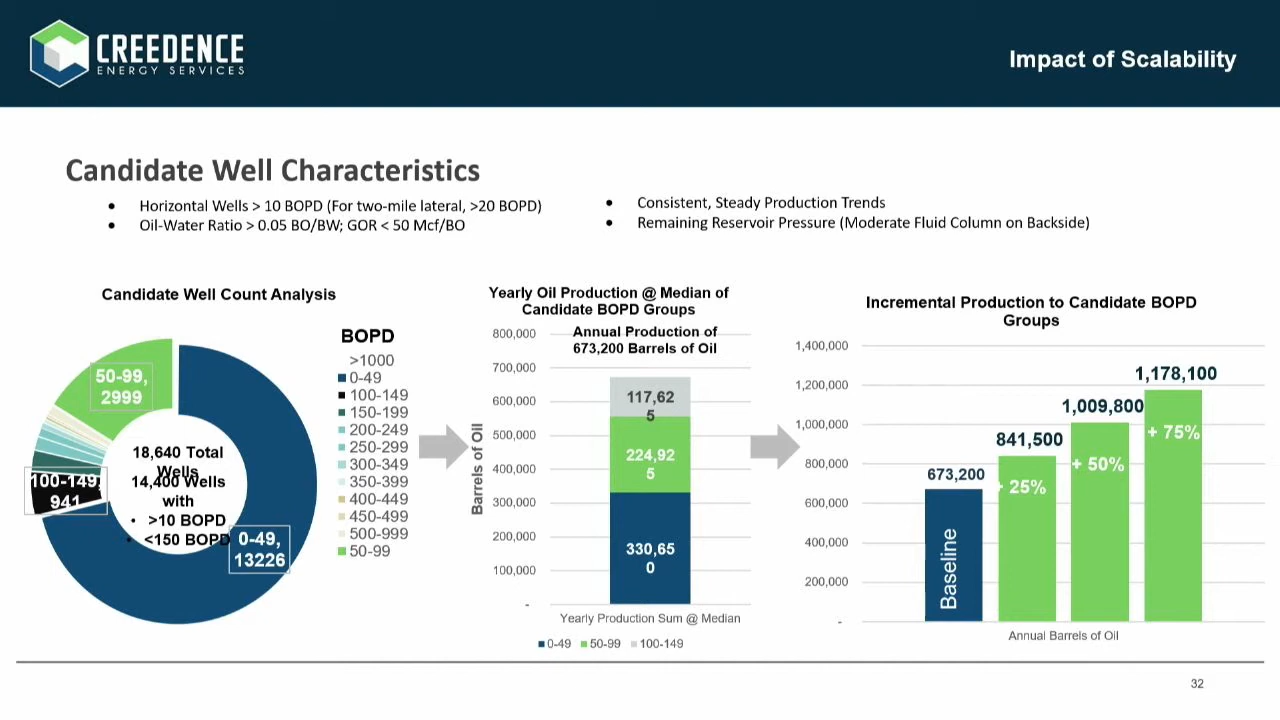 CREEDENCE
ENERGY SERVICES
Impact of Scalability
Candidate Well Characteristics
• Horizontal Wells > 10 BOPD (For two-mile lateral, >20 BOPD)
• Oil-Water Ratio > 0.05 BO/BW; GOR < 50 Mcf/BO
• Consistent, Steady Production Trends
• Remaining Reservoir Pressure (Moderate Fluid Column on Backside)
Candidate Well Count Analysis
50-99,
2999
100-149,
941
0-49,
13226
18,640 Total
Wells
14,400 Wells
with
• >10 BOPD
• <150 BOPD
BOPD
>1000
0-49
100-149
150-199
200-249
250-299
300-349
350-399
400-449
450-499
500-999
50-99
Yearly Oil Production @ Median of
Candidate BOPD Groups
Annual Production of
673,200 Barrels of Oil
Barrels of Oil
800,000
700,000
600,000
500,000
400,000
300,000
200,000
100,000
-
117,62
5
224,92
5
330,65
0
Yearly Production Sum @ Median
0-49 50-99 100-149
Incremental Production to Candidate BOPD
Groups
1,400,000
1,200,000
1,000,000
800,000
600,000
400,000
200,000
-
673,200
841,500
1,009,800
1,178,100
Baseline
+ 25%
+ 50%
+ 75%
Annual Barrels of Oil
32